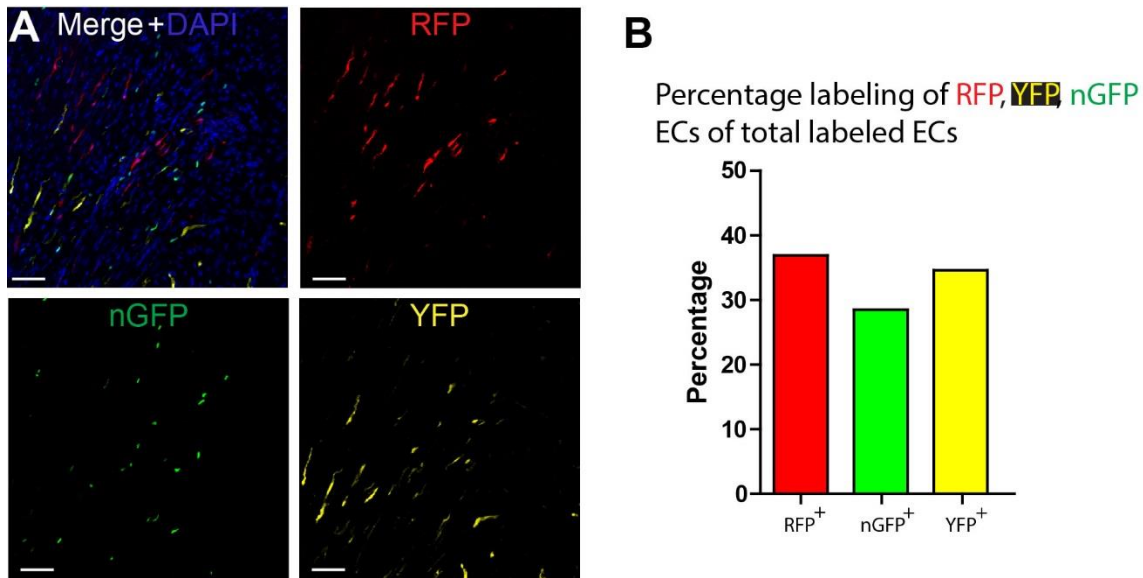 A
Merge + DAPI
RFP
nGFP
YFP
B
Percentage labeling of RFP, YFP, nGFP
ECs of total labeled ECs
Percentage
50
40
30
20
10
0
RFP+
nGFP+
YFP+